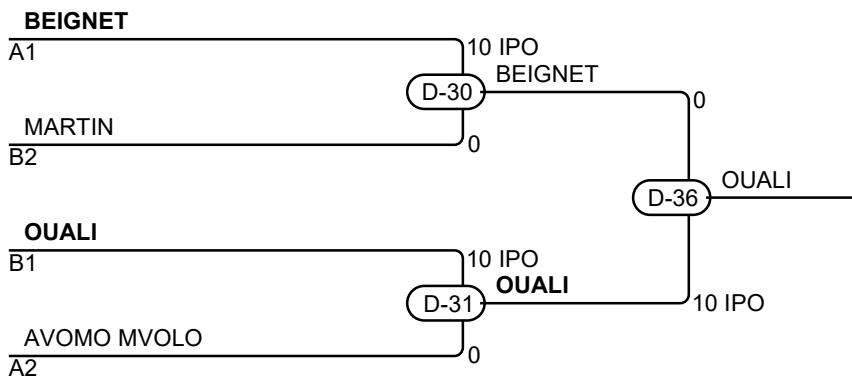 BEIGNET
A1
10 IPO
BEIGNET
D-30
0
MARTIN
B2
0
OUALI
D-36
OUALI
B1
10 IPO
OUALI
D-31
10 IPO
AVOMO MVOLO
A2
0